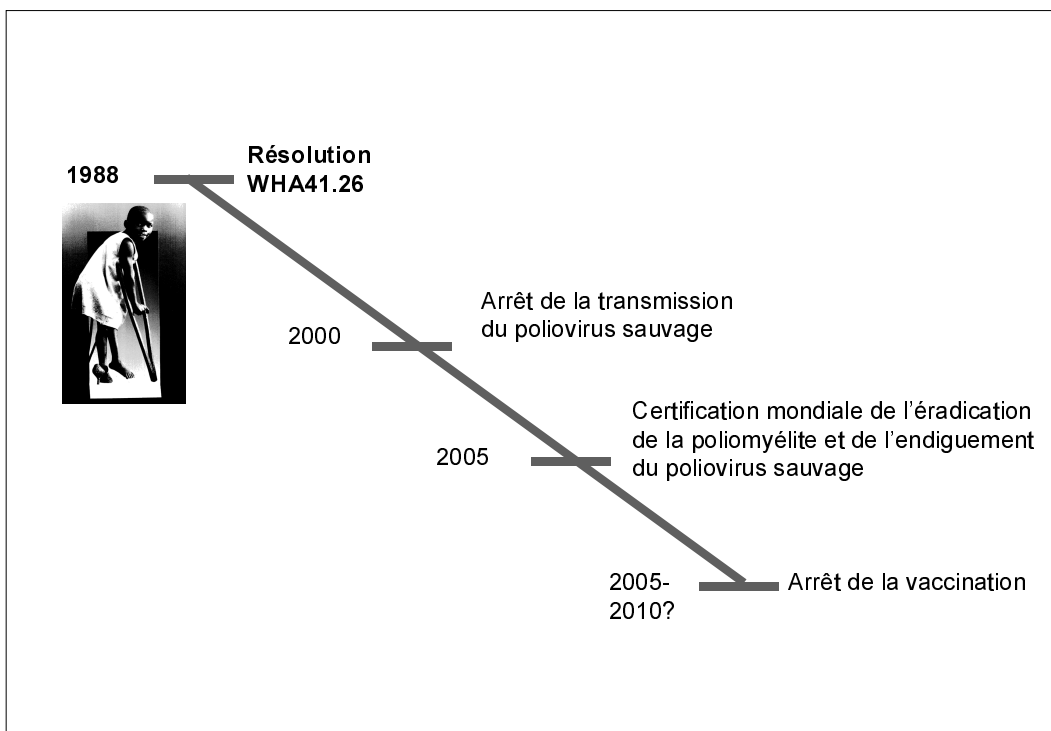 1988
Résolution
WHA41.26
2000
Arrêt de la transmission
du poliovirus sauvage
2005
Certification mondiale de l’éradication
de la poliomyélite et de l’endiguement
du poliovirus sauvage
2005-
2010?
Arrêt de la vaccination